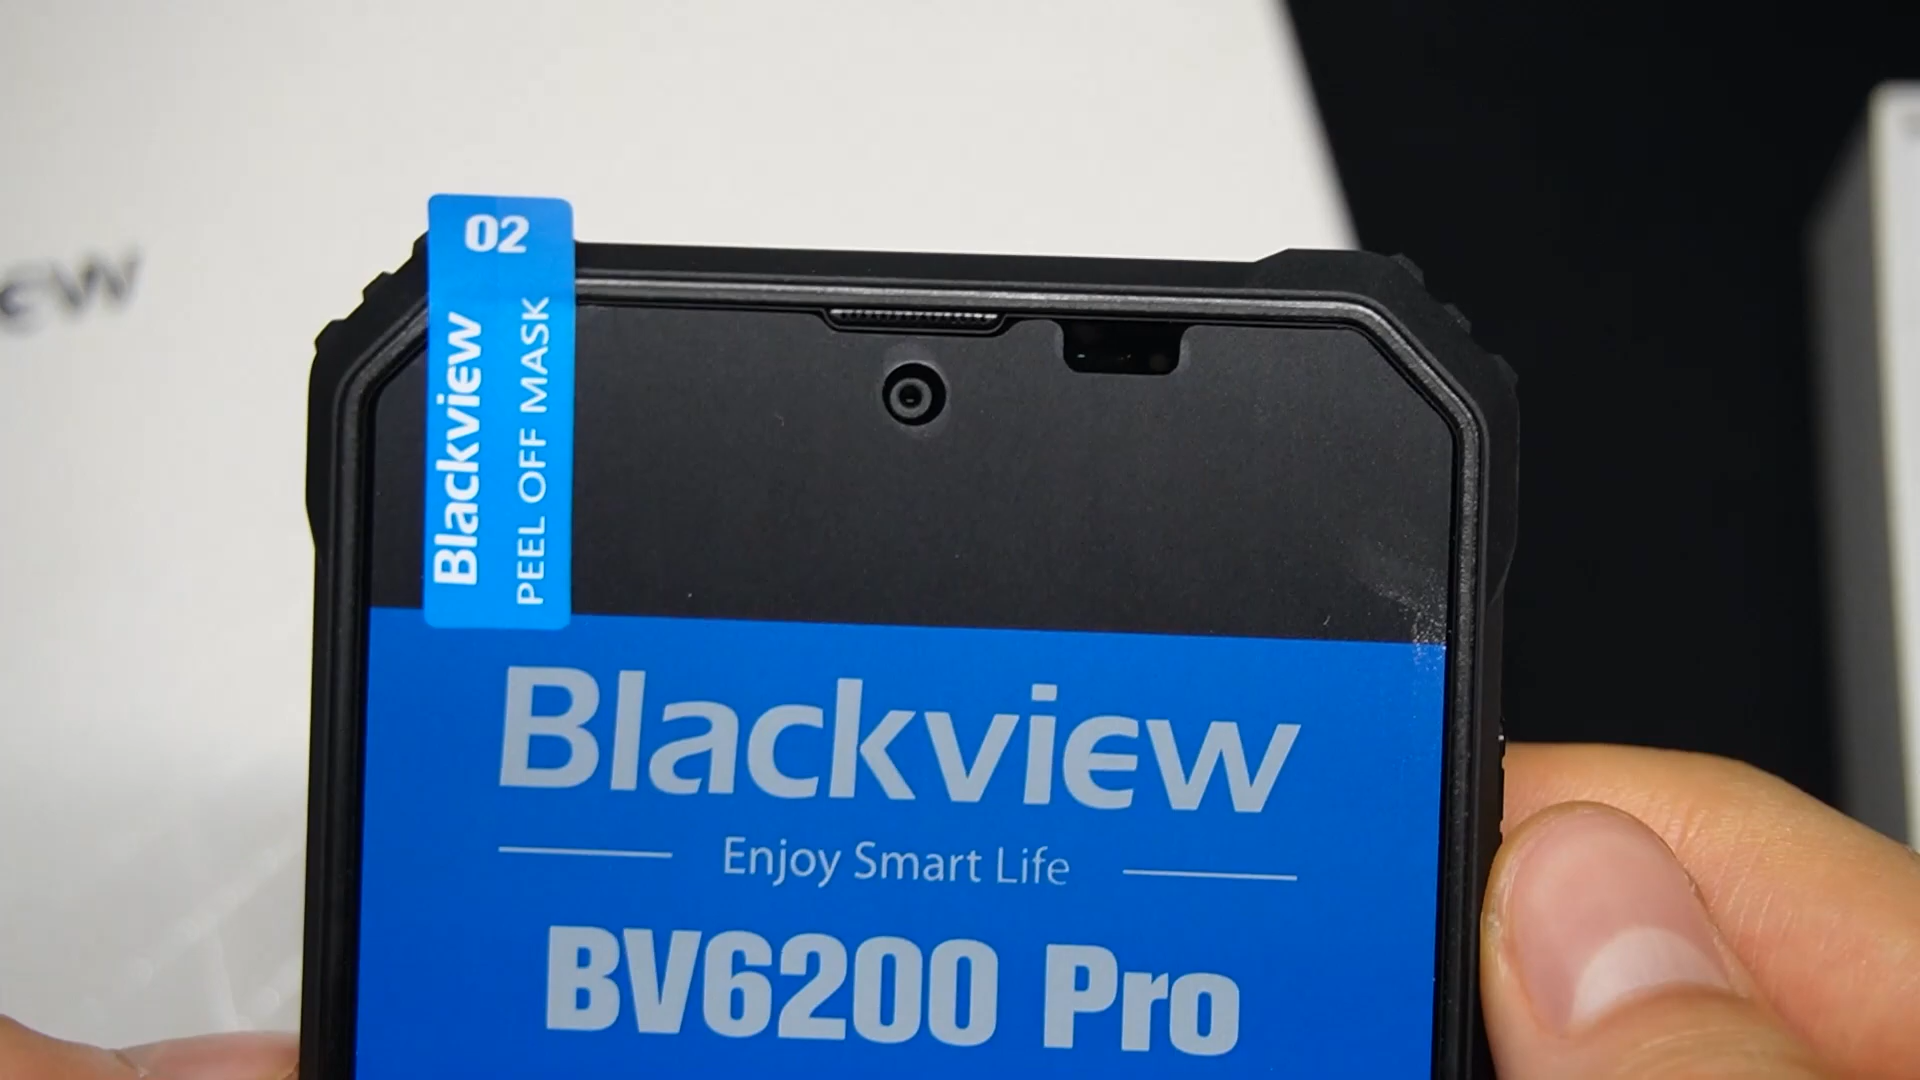 02
Blackview
PEEL OFF MASK
Blackview
Enjoy Smart Life
BV6200 Pro